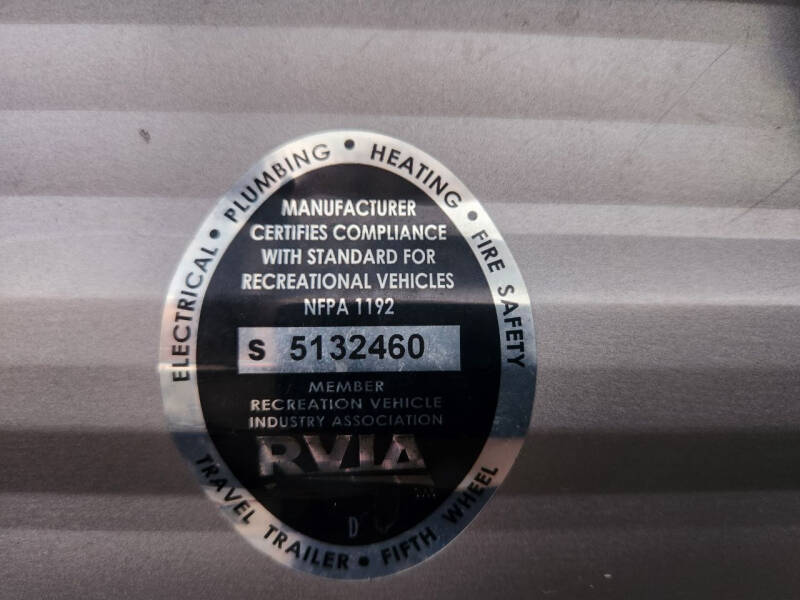 ELECTRICAL • PLUMBING • HEATING • FIRE SAFETY
MANUFACTURER
CERTIFIES COMPLIANCE
WITH STANDARD FOR
RECREATIONAL VEHICLES
NFPA 1192
S 5132460
MEMBER
RECREATION VEHICLE
INDUSTRY ASSOCIATION
RVIA
D
TRAVEL TRAILER • FIFTH WHEEL